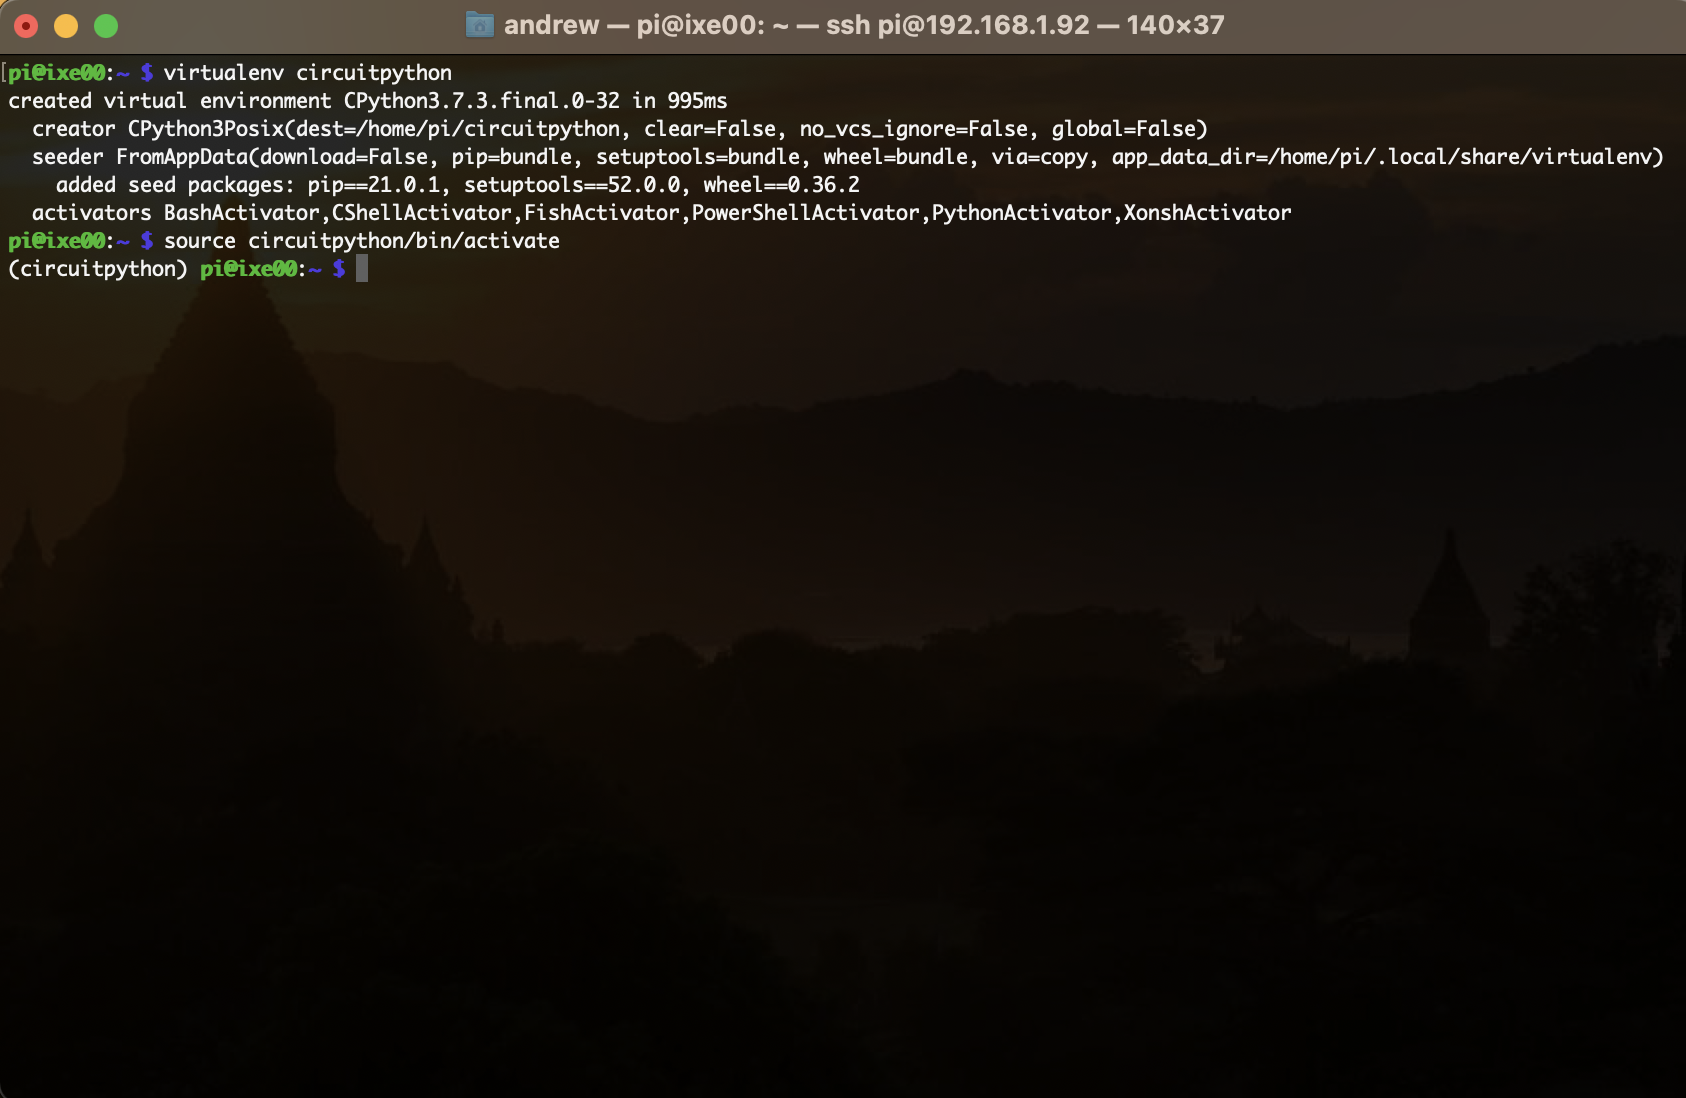 andrew — pi@ixe00: ~ — ssh pi@192.168.1.92 — 140×37
[pi@ixe00:~ $ virtualenv circuitpython
created virtual environment CPython3.7.3.final.0-32 in 995ms
  creator CPython3Posix(dest=/home/pi/circuitpython, clear=False, no_vcs_ignore=False, global=False)
  seeder FromAppData(download=False, pip=bundle, setuptools=bundle, wheel=bundle, via=copy, app_data_dir=/home/pi/.local/share/virtualenv)
    added seed packages: pip==21.0.1, setuptools==52.0.0, wheel==0.36.2
  activators BashActivator,CShellActivator,FishActivator,PowerShellActivator,PythonActivator,XonshActivator
pi@ixe00:~ $ source circuitpython/bin/activate
(circuitpython) pi@ixe00:~ $